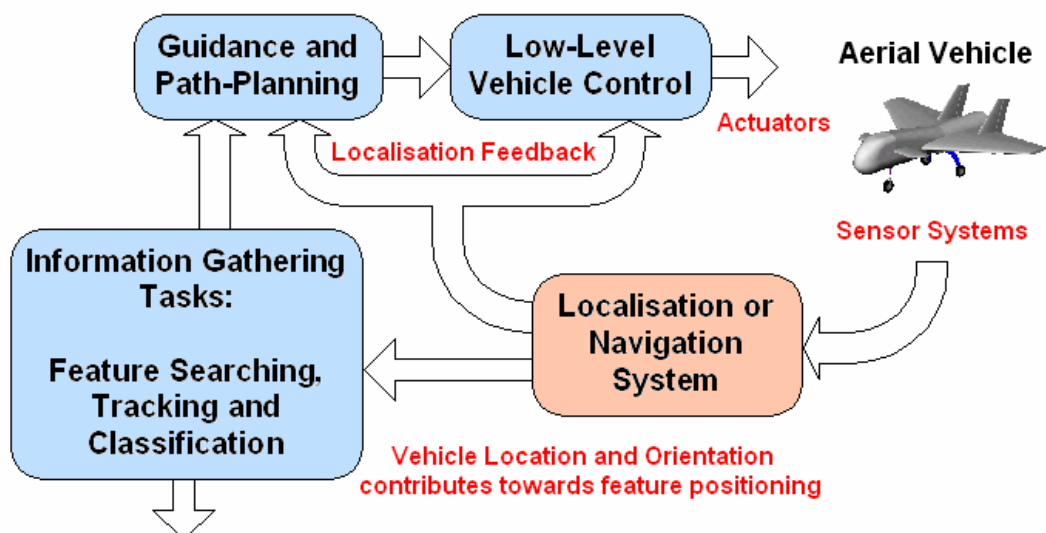 Guidance and
Path-Planning
Low-Level
Vehicle Control
Aerial Vehicle
Actuators
Localisation Feedback
Sensor Systems
Information Gathering
Tasks:
Feature Searching,
Tracking and
Classification
Localisation or
Navigation
System
Vehicle Location and Orientation
contributes towards feature positioning